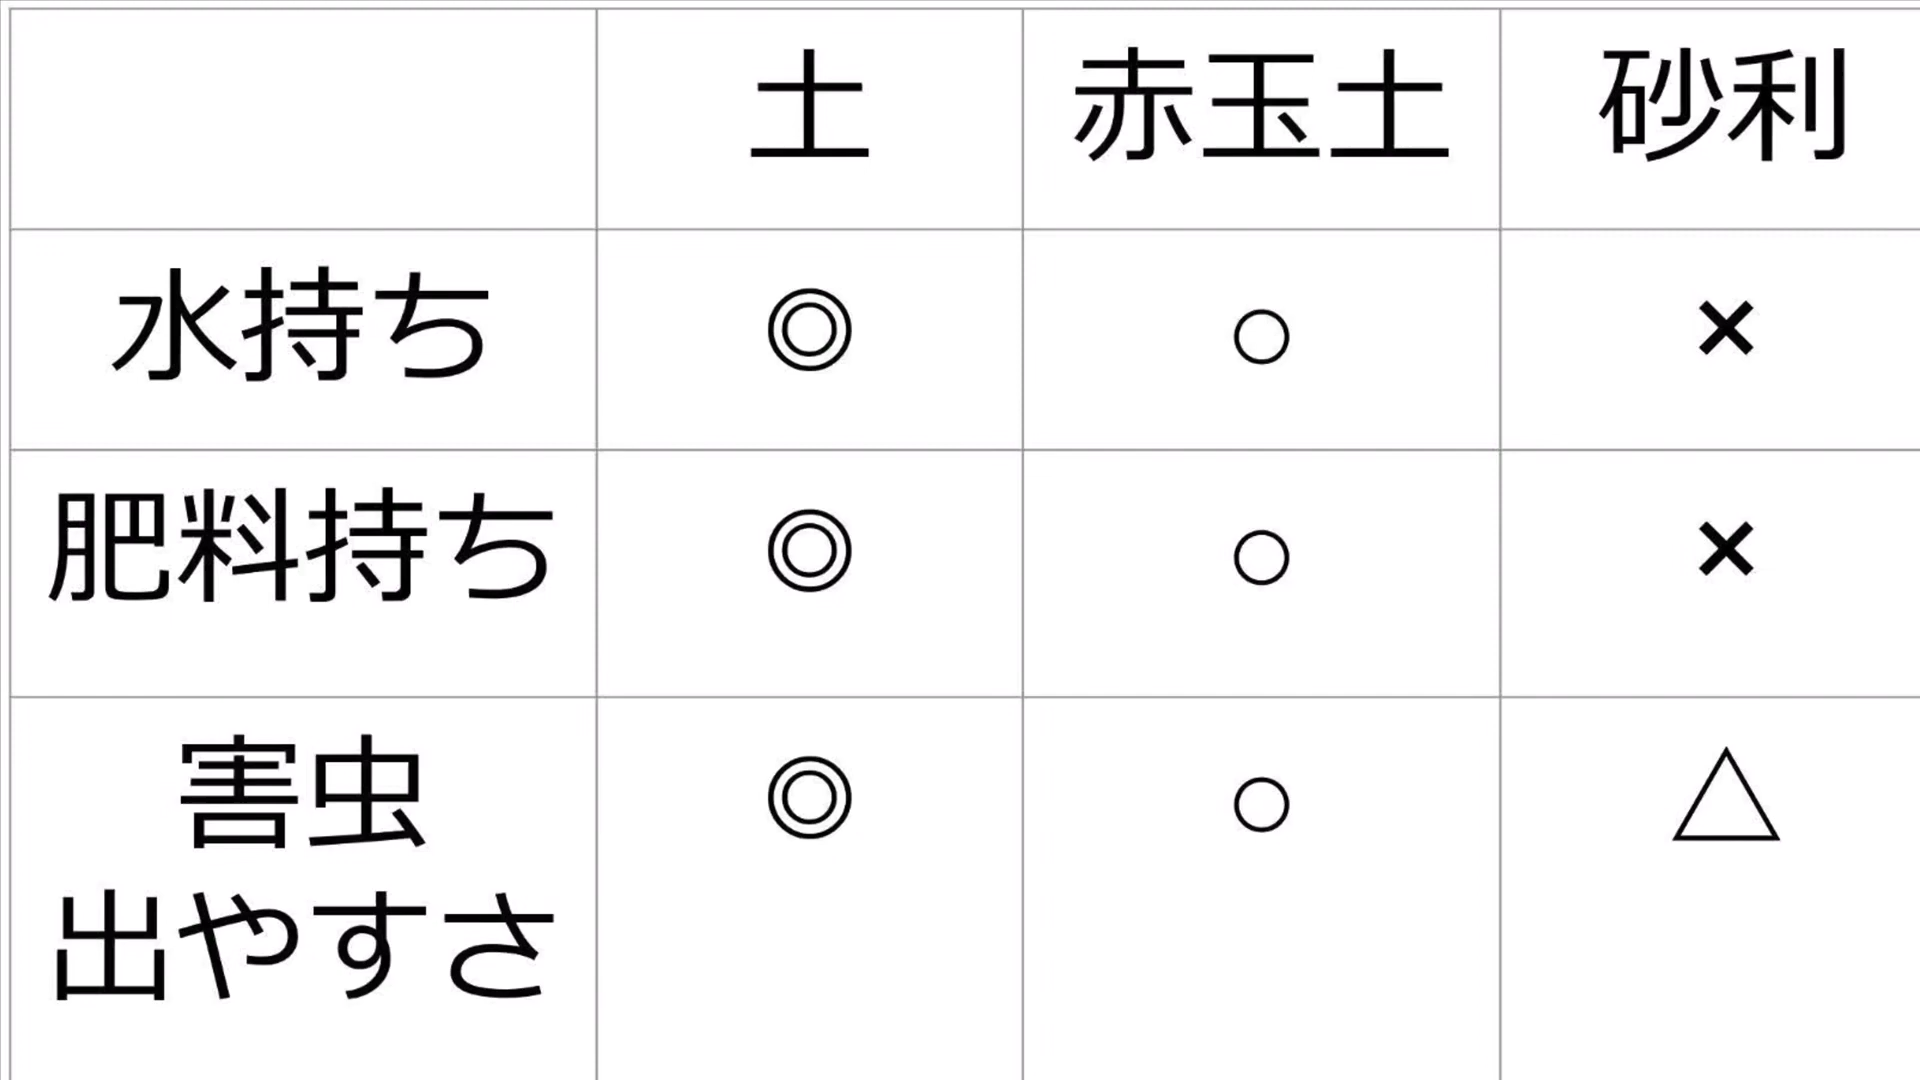 土 赤玉土 砂利
水持ち ◎ ○ ×
肥料持ち ◎ ○ ×
害虫 ◎ ○ △
出やすさ